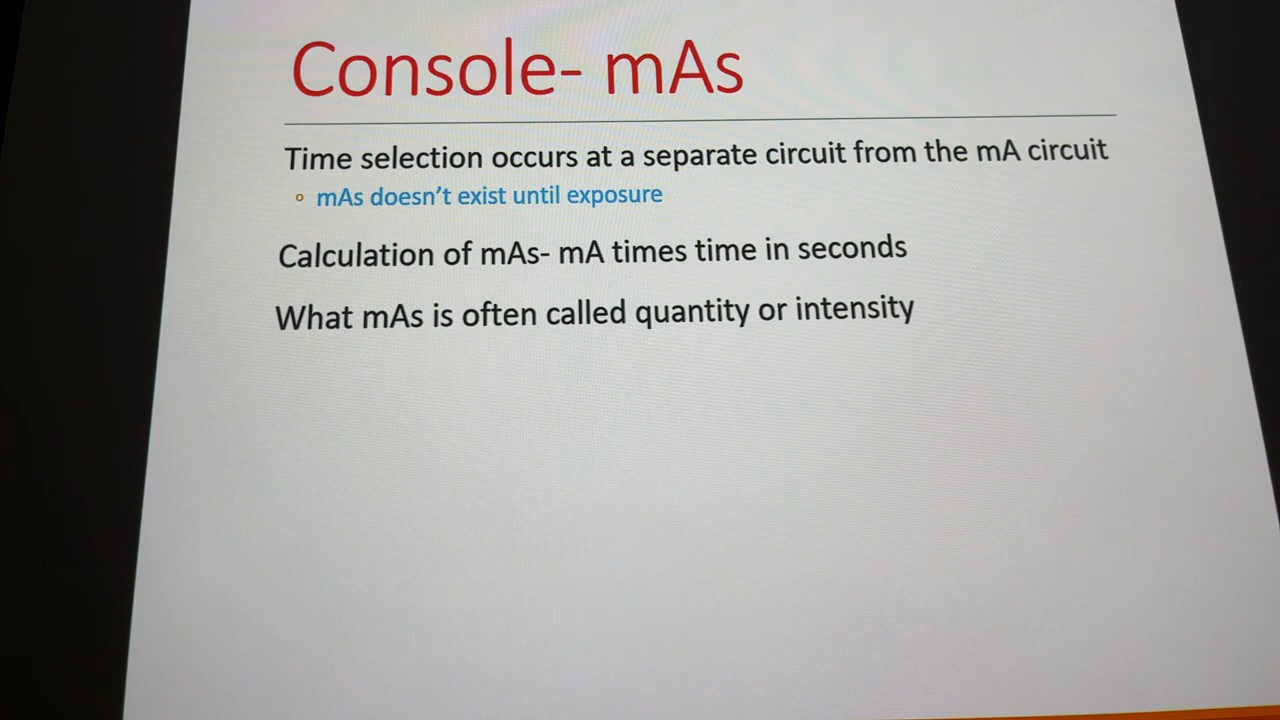 Console- mAs
Time selection occurs at a separate circuit from the mA circuit
mAs doesn't exist until exposure
Calculation of mAs- mA times time in seconds
What mAs is often called quantity or intensity